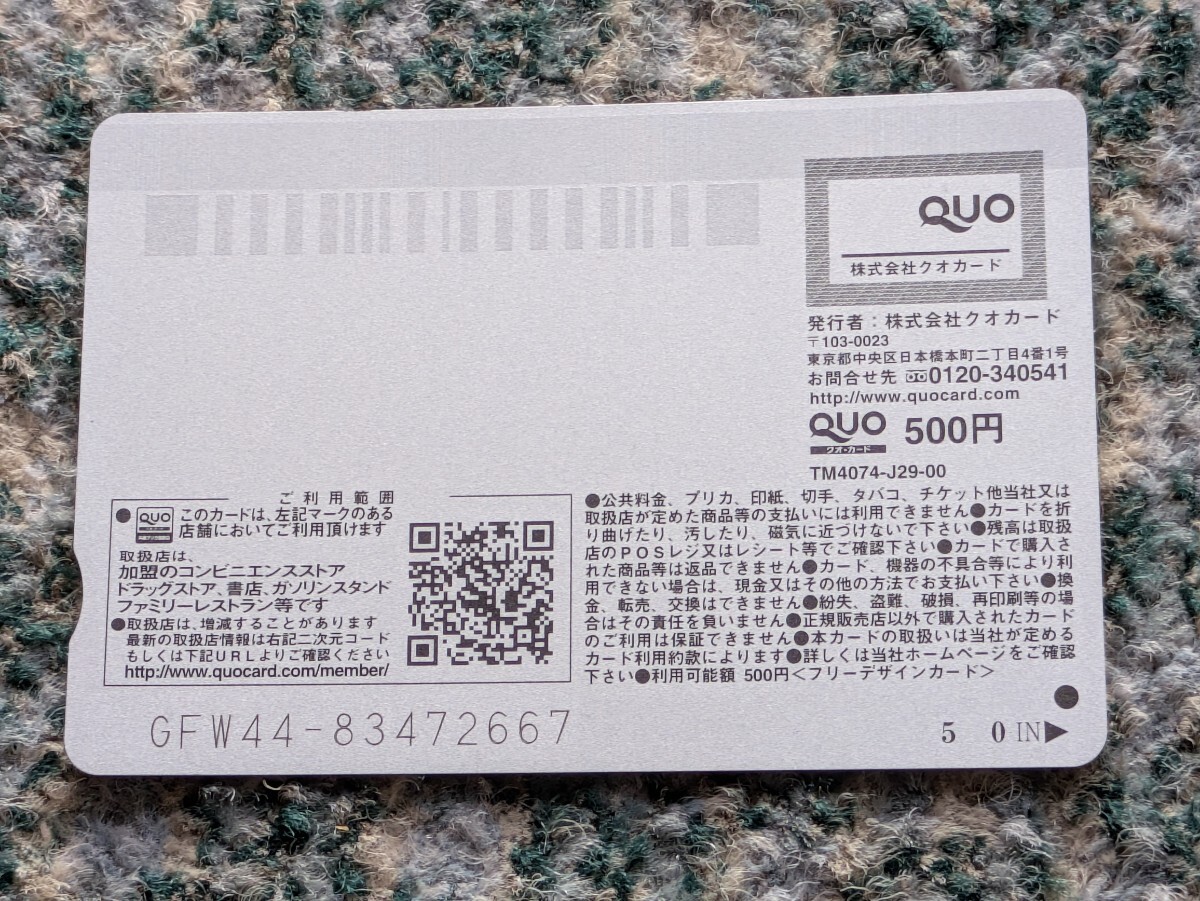 QUO
株式会社クオカード
発行者：株式会社クオカード
〒103-0023
東京都中央区日本橋本町二丁目4番1号
お問合せ先 0120-340541
http://www.quocard.com
QUO 500円
クオ・カード
TM4074-J29-00
ご利用範囲
●QUO このカードは、左記マークのある
店舗においてご利用頂けます
取扱店は、
加盟のコンビニエンスストア
ドラッグストア、書店、ガソリンスタンド
ファミリーレストラン等です
●取扱店は、増減することがあります
最新の取扱店情報は右記二次元コード
もしくは下記URLよりご確認ください
http://www.quocard.com/member/
●公共料金、プリカ、印紙、切手、タバコ、チケット他当社又は
取扱店が定めた商品等の支払いには利用できません●カードを折
り曲げたり、汚したり、磁気に近づけないで下さい●残高は取扱
店のPOSレジ又はレシート等でご確認下さい●カードで購入さ
れた商品等は返品できません●カード、機器の不具合等により利
用できない場合は、現金又はその他の方法でお支払い下さい●換
金、転売、交換はできません●紛失、盗難、破損、再印刷等の場
合はその責任を負いません●正規販売店以外で購入されたカード
のご利用は保証できません●本カードの取扱いは当社が定める
カード利用約款によります●詳しくは当社ホームページをご確認
下さい●利用可能額 500円＜フリーデザインカード＞
GFW44-83472667
5 0 IN▶